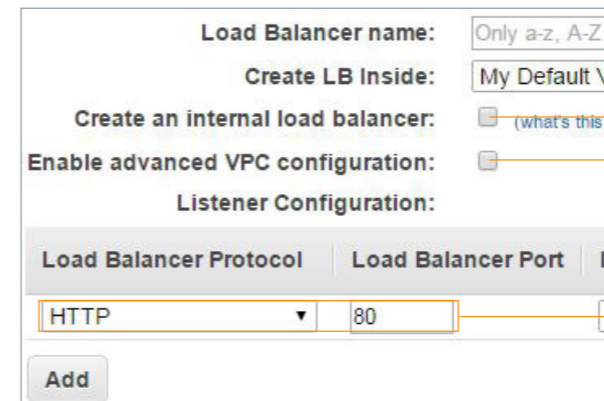 Load Balancer name: Only a-z, A-Z
Create LB Inside: My Default
Create an internal load balancer: (what's this
Enable advanced VPC configuration:
Listener Configuration:
Load Balancer Protocol Load Balancer Port
HTTP 80
Add